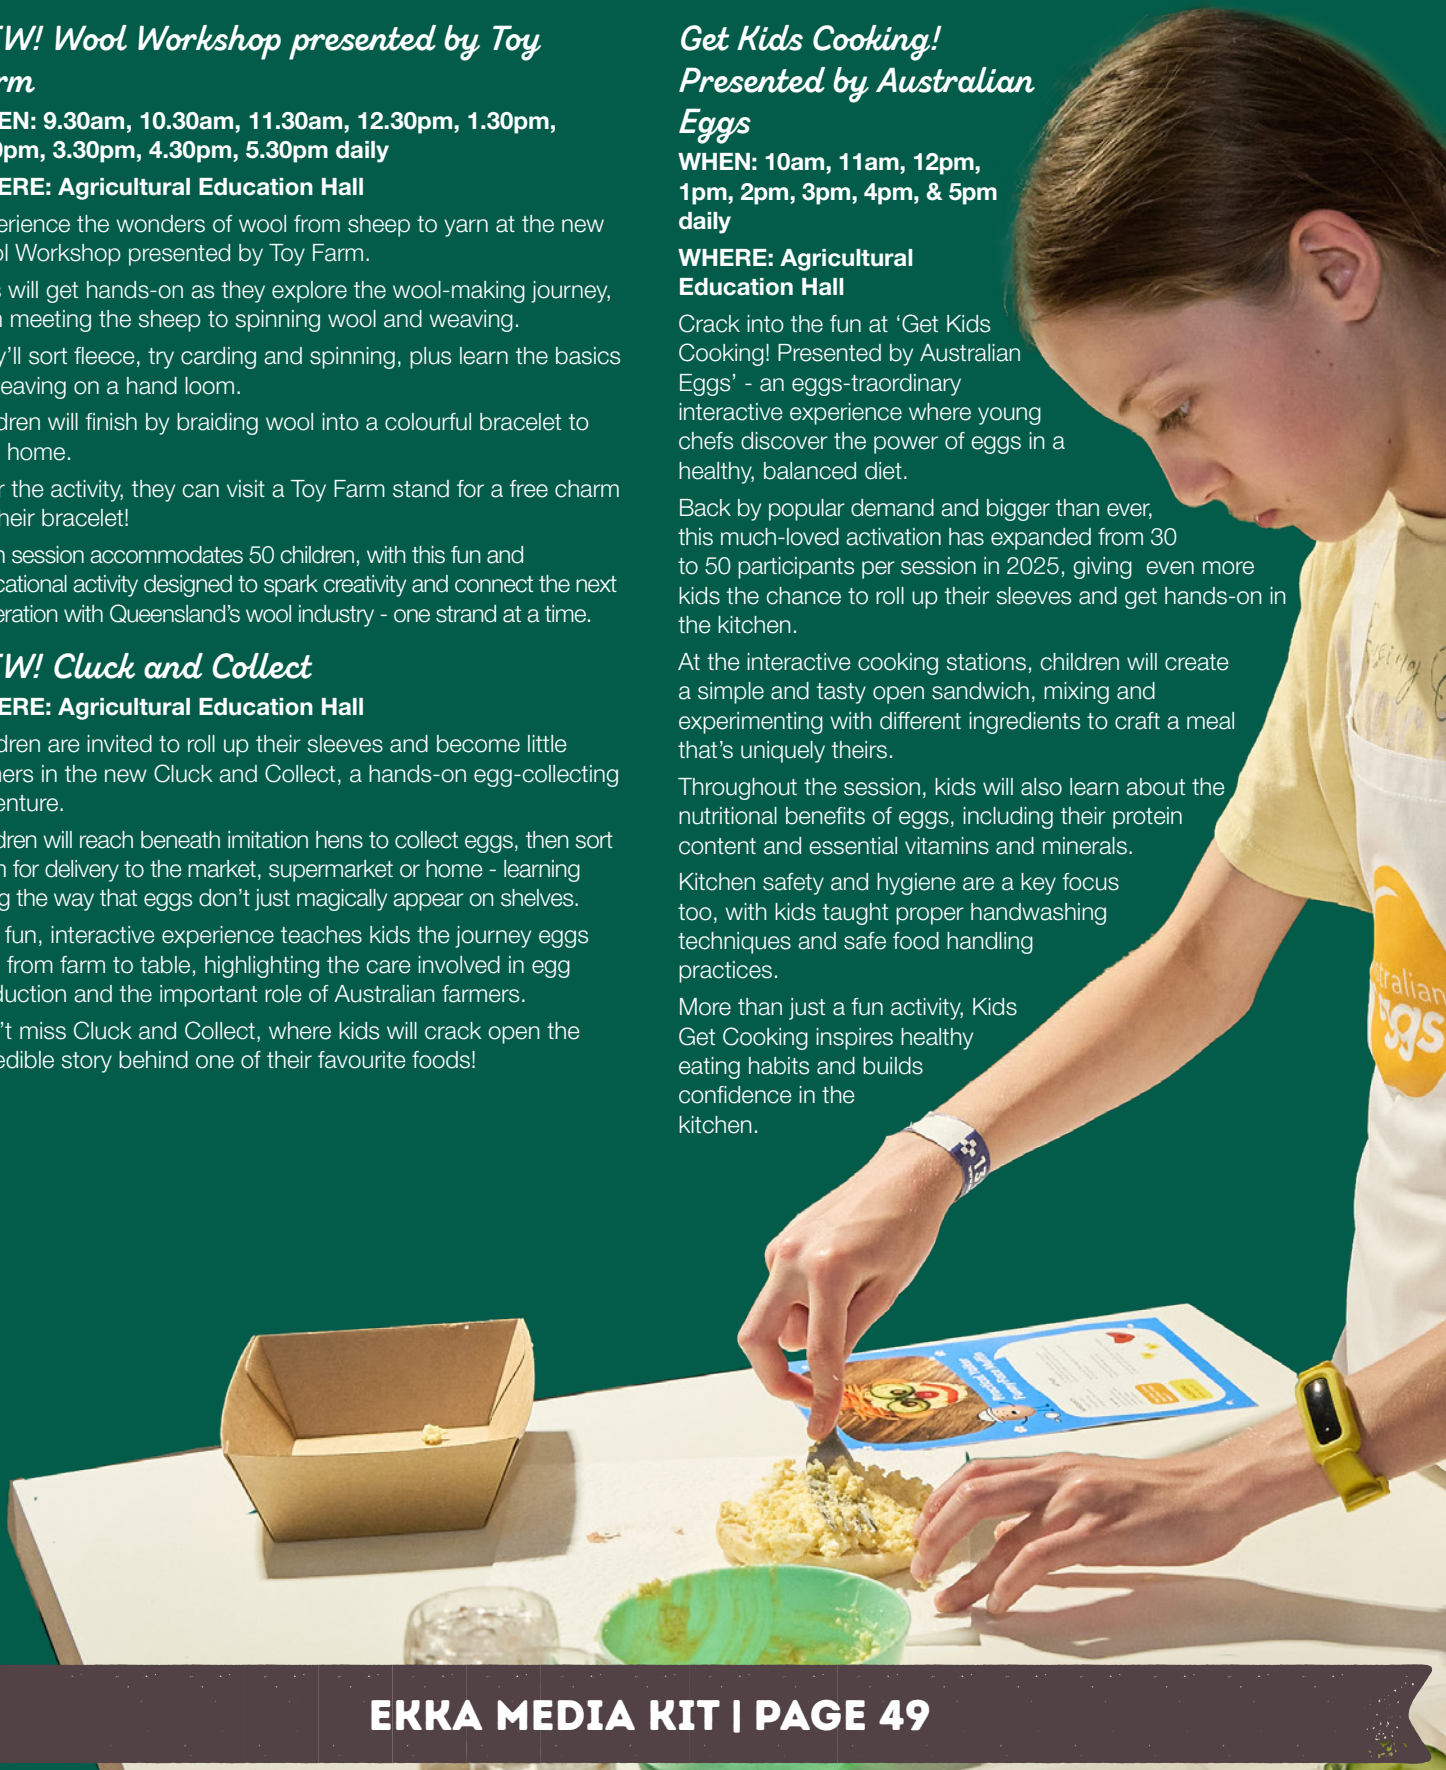 W! Wool Workshop presented by Toy
rm
EN: 9.30am, 10.30am, 11.30am, 12.30pm, 1.30pm,
pm, 3.30pm, 4.30pm, 5.30pm daily
ERE: Agricultural Education Hall
erience the wonders of wool from sheep to yarn at the new
ol Workshop presented by Toy Farm.
s will get hands-on as they explore the wool-making journey,
meeting the sheep to spinning wool and weaving.
y'll sort fleece, try carding and spinning, plus learn the basics
eaving on a hand loom.
dren will finish by braiding wool into a colourful bracelet to
home.
r the activity, they can visit a Toy Farm stand for a free charm
heir bracelet!
session accommodates 50 children, with this fun and
cational activity designed to spark creativity and connect the next
eration with Queensland's wool industry - one strand at a time.
W! Cluck and Collect
ERE: Agricultural Education Hall
dren are invited to roll up their sleeves and become little
ers in the new Cluck and Collect, a hands-on egg-collecting
enture.
dren will reach beneath imitation hens to collect eggs, then sort
for delivery to the market, supermarket or home - learning
g the way that eggs don't just magically appear on shelves.
fun, interactive experience teaches kids the journey eggs
from farm to table, highlighting the care involved in egg
duction and the important role of Australian farmers.
't miss Cluck and Collect, where kids will crack open the
edible story behind one of their favourite foods!
Get Kids Cooking!
Presented by Australian
Eggs
WHEN: 10am, 11am, 12pm,
1pm, 2pm, 3pm, 4pm, & 5pm
daily
WHERE: Agricultural
Education Hall
Crack into the fun at ‘Get Kids
Cooking! Presented by Australian
Eggs’ - an eggs-traordinary
interactive experience where young
chefs discover the power of eggs in a
healthy, balanced diet.
Back by popular demand and bigger than ever,
this much-loved activation has expanded from 30
to 50 participants per session in 2025, giving even more
kids the chance to roll up their sleeves and get hands-on in
the kitchen.
At the interactive cooking stations, children will create
a simple and tasty open sandwich, mixing and
experimenting with different ingredients to craft a meal
that's uniquely theirs.
Throughout the session, kids will also learn about the
nutritional benefits of eggs, including their protein
content and essential vitamins and minerals.
Kitchen safety and hygiene are a key focus
too, with kids taught proper handwashing
techniques and safe food handling
practices.
More than just a fun activity, Kids
Get Cooking inspires healthy
eating habits and builds
confidence in the
kitchen.
tralian
ggs
EKKA MEDIA KIT | PAGE 49